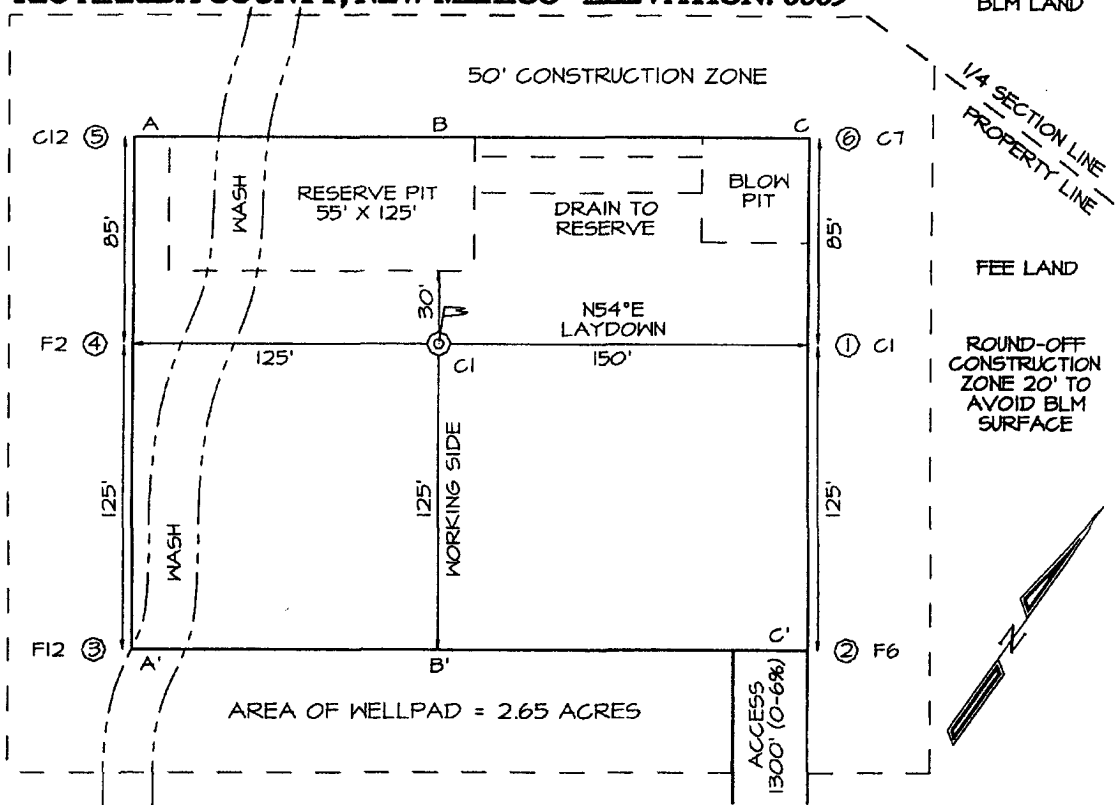 BLM LAND
50' CONSTRUCTION ZONE
1/4 SECTION LINE
PROPERTY LINE
C12 ⑤ A B C ⑥ C7
RESERVE PIT
55' X 125'
BLOW
PIT
DRAIN TO
RESERVE
WASH
85'
85'
FEE LAND
30'
N54°E
LAYDOWN
F2 ④
125'
C1
150'
① C1
ROUND-OFF
CONSTRUCTION
ZONE 20' TO
AVOID BLM
SURFACE
125'
WASH
125'
WORKING SIDE
125'
N
F12 ③ A' B' C' ② F6
AREA OF WELLPAD = 2.65 ACRES
ACCESS
1300' (0-6%)